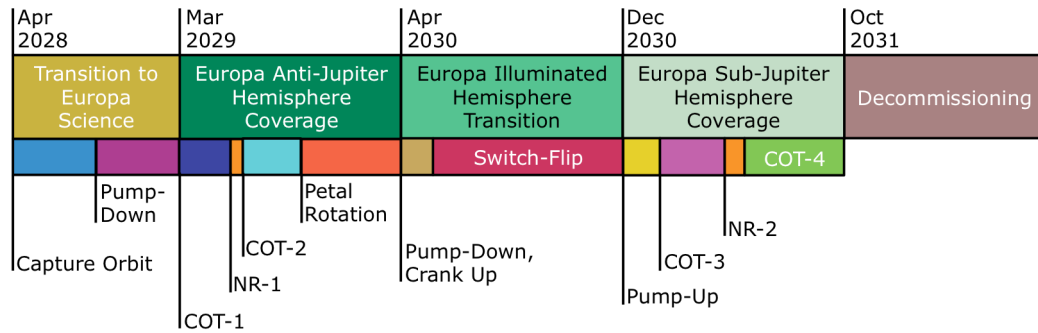 Apr
2028
Mar
2029
Apr
2030
Dec
2030
Oct
2031
Transition to
Europa
Science
Europa Anti-Jupiter
Hemisphere
Coverage
Europa Illuminated
Hemisphere
Transition
Europa Sub-Jupiter
Hemisphere
Coverage
Decommissioning
Switch-Flip
COT-4
Pump-
Down
Petal
Rotation
NR-2
COT-2
Capture Orbit
Pump-Down,
Crank Up
COT-3
NR-1
Pump-Up
COT-1